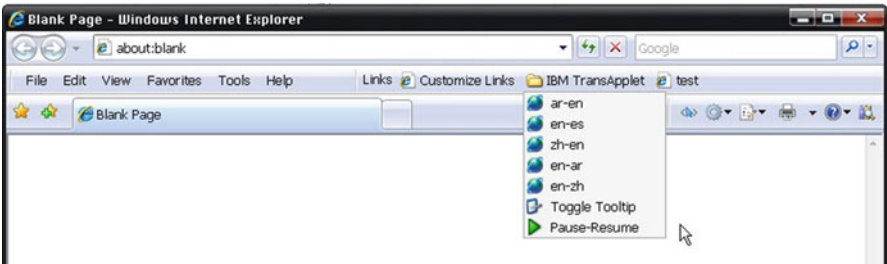 Blank Page - Windows Internet Explorer
about:blank
Google
File Edit View Favorites Tools Help Links Customize Links IBM TransApplet test
Blank Page
ar-en
en-es
zh-en
en-ar
en-zh
Toggle Tooltip
Pause-Resume